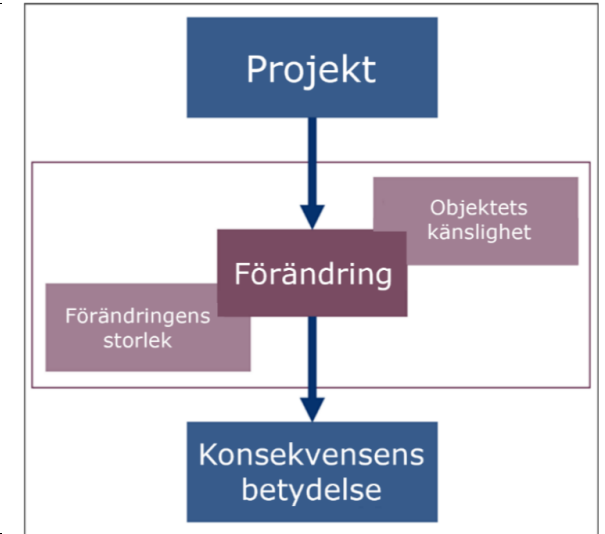 Projekt
Objektets
känslighet
Förändring
Förändringens
storlek
Konsekvensens
betydelse